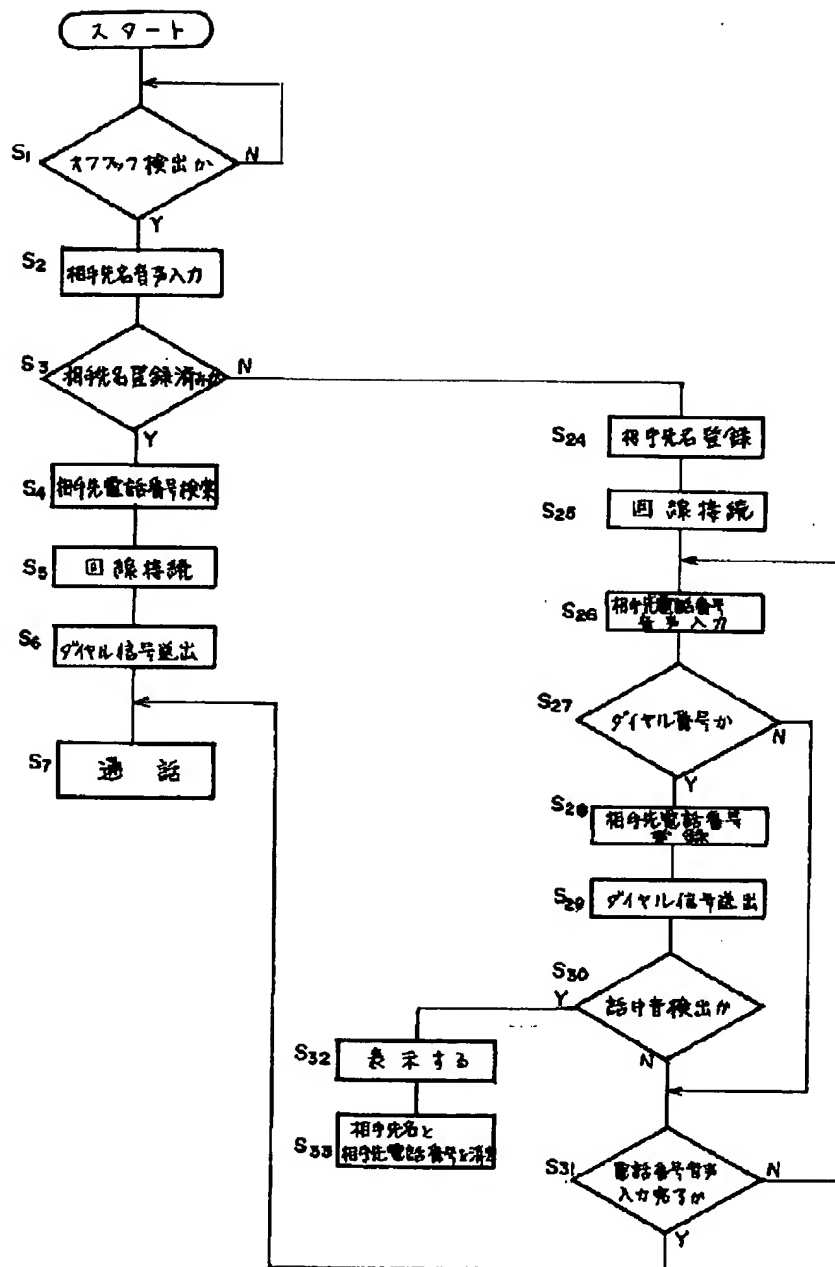 スタート
S1
オフフック検出か
N
Y
S2
相手先名音声入力
S3
相手先名登録済みか
N
Y
S4
相手先電話番号検索
S5
回線接続
S6
ダイヤル信号送出
S7
通話
S24
相手先名登録
S25
回線接続
S26
相手先電話番号
音声入力
S27
ダイヤル番号か
N
Y
S28
相手先電話番号
登録
S29
ダイヤル信号送出
S30
話中音検出か
Y
N
S32
表示する
S33
相手先名と
相手先電話番号を消去
S31
電話番号音声
入力完了か
N
Y